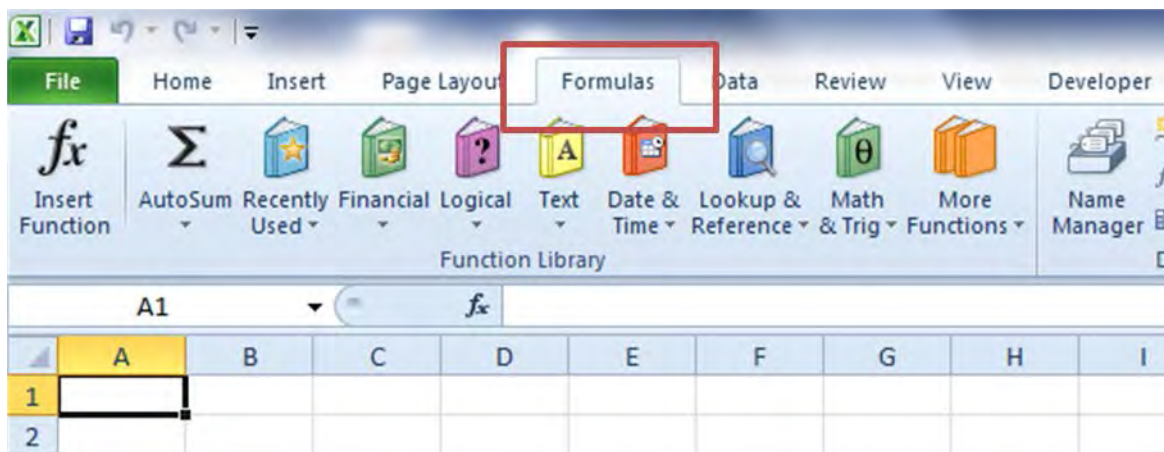 File Home Insert Page Layout Formulas Data Review View Developer
fx Σ ? A θ
Insert AutoSum Recently Financial Logical Text Date & Lookup & Math More Name
Function Used Time Reference & Trig Functions Manager
Function Library
A1 fx
A B C D E F G H I
1
2